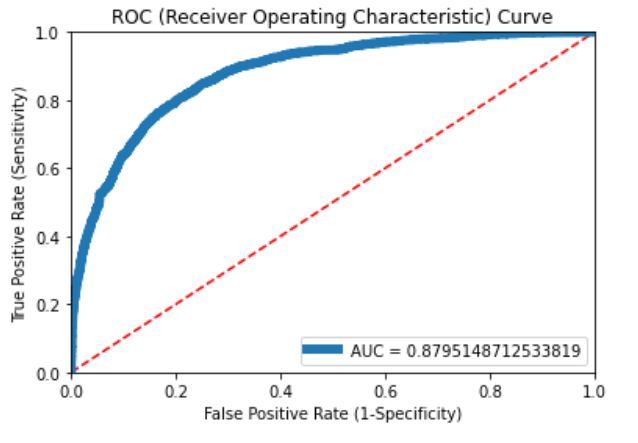 ROC (Receiver Operating Characteristic) Curve
1.0
0.8
0.6
0.4
0.2
0.0
True Positive Rate (Sensitivity)
AUC = 0.8795148712533819
0.0 0.2 0.4 0.6 0.8 1.0
False Positive Rate (1-Specificity)